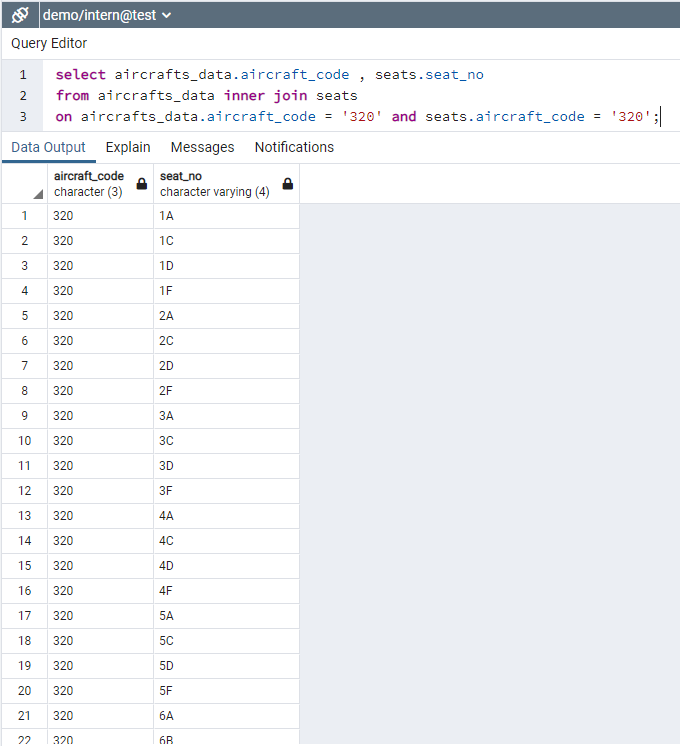 demo/intern@test
Query Editor
1 select aircrafts_data.aircraft_code , seats.seat_no
2 from aircrafts_data inner join seats
3 on aircrafts_data.aircraft_code = '320' and seats.aircraft_code = '320';
Data Output Explain Messages Notifications
aircraft_code seat_no
character (3) character varying (4)
1 320 1A
2 320 1C
3 320 1D
4 320 1F
5 320 2A
6 320 2C
7 320 2D
8 320 2F
9 320 3A
10 320 3C
11 320 3D
12 320 3F
13 320 4A
14 320 4C
15 320 4D
16 320 4F
17 320 5A
18 320 5C
19 320 5D
20 320 5F
21 320 6A
22 320 6B